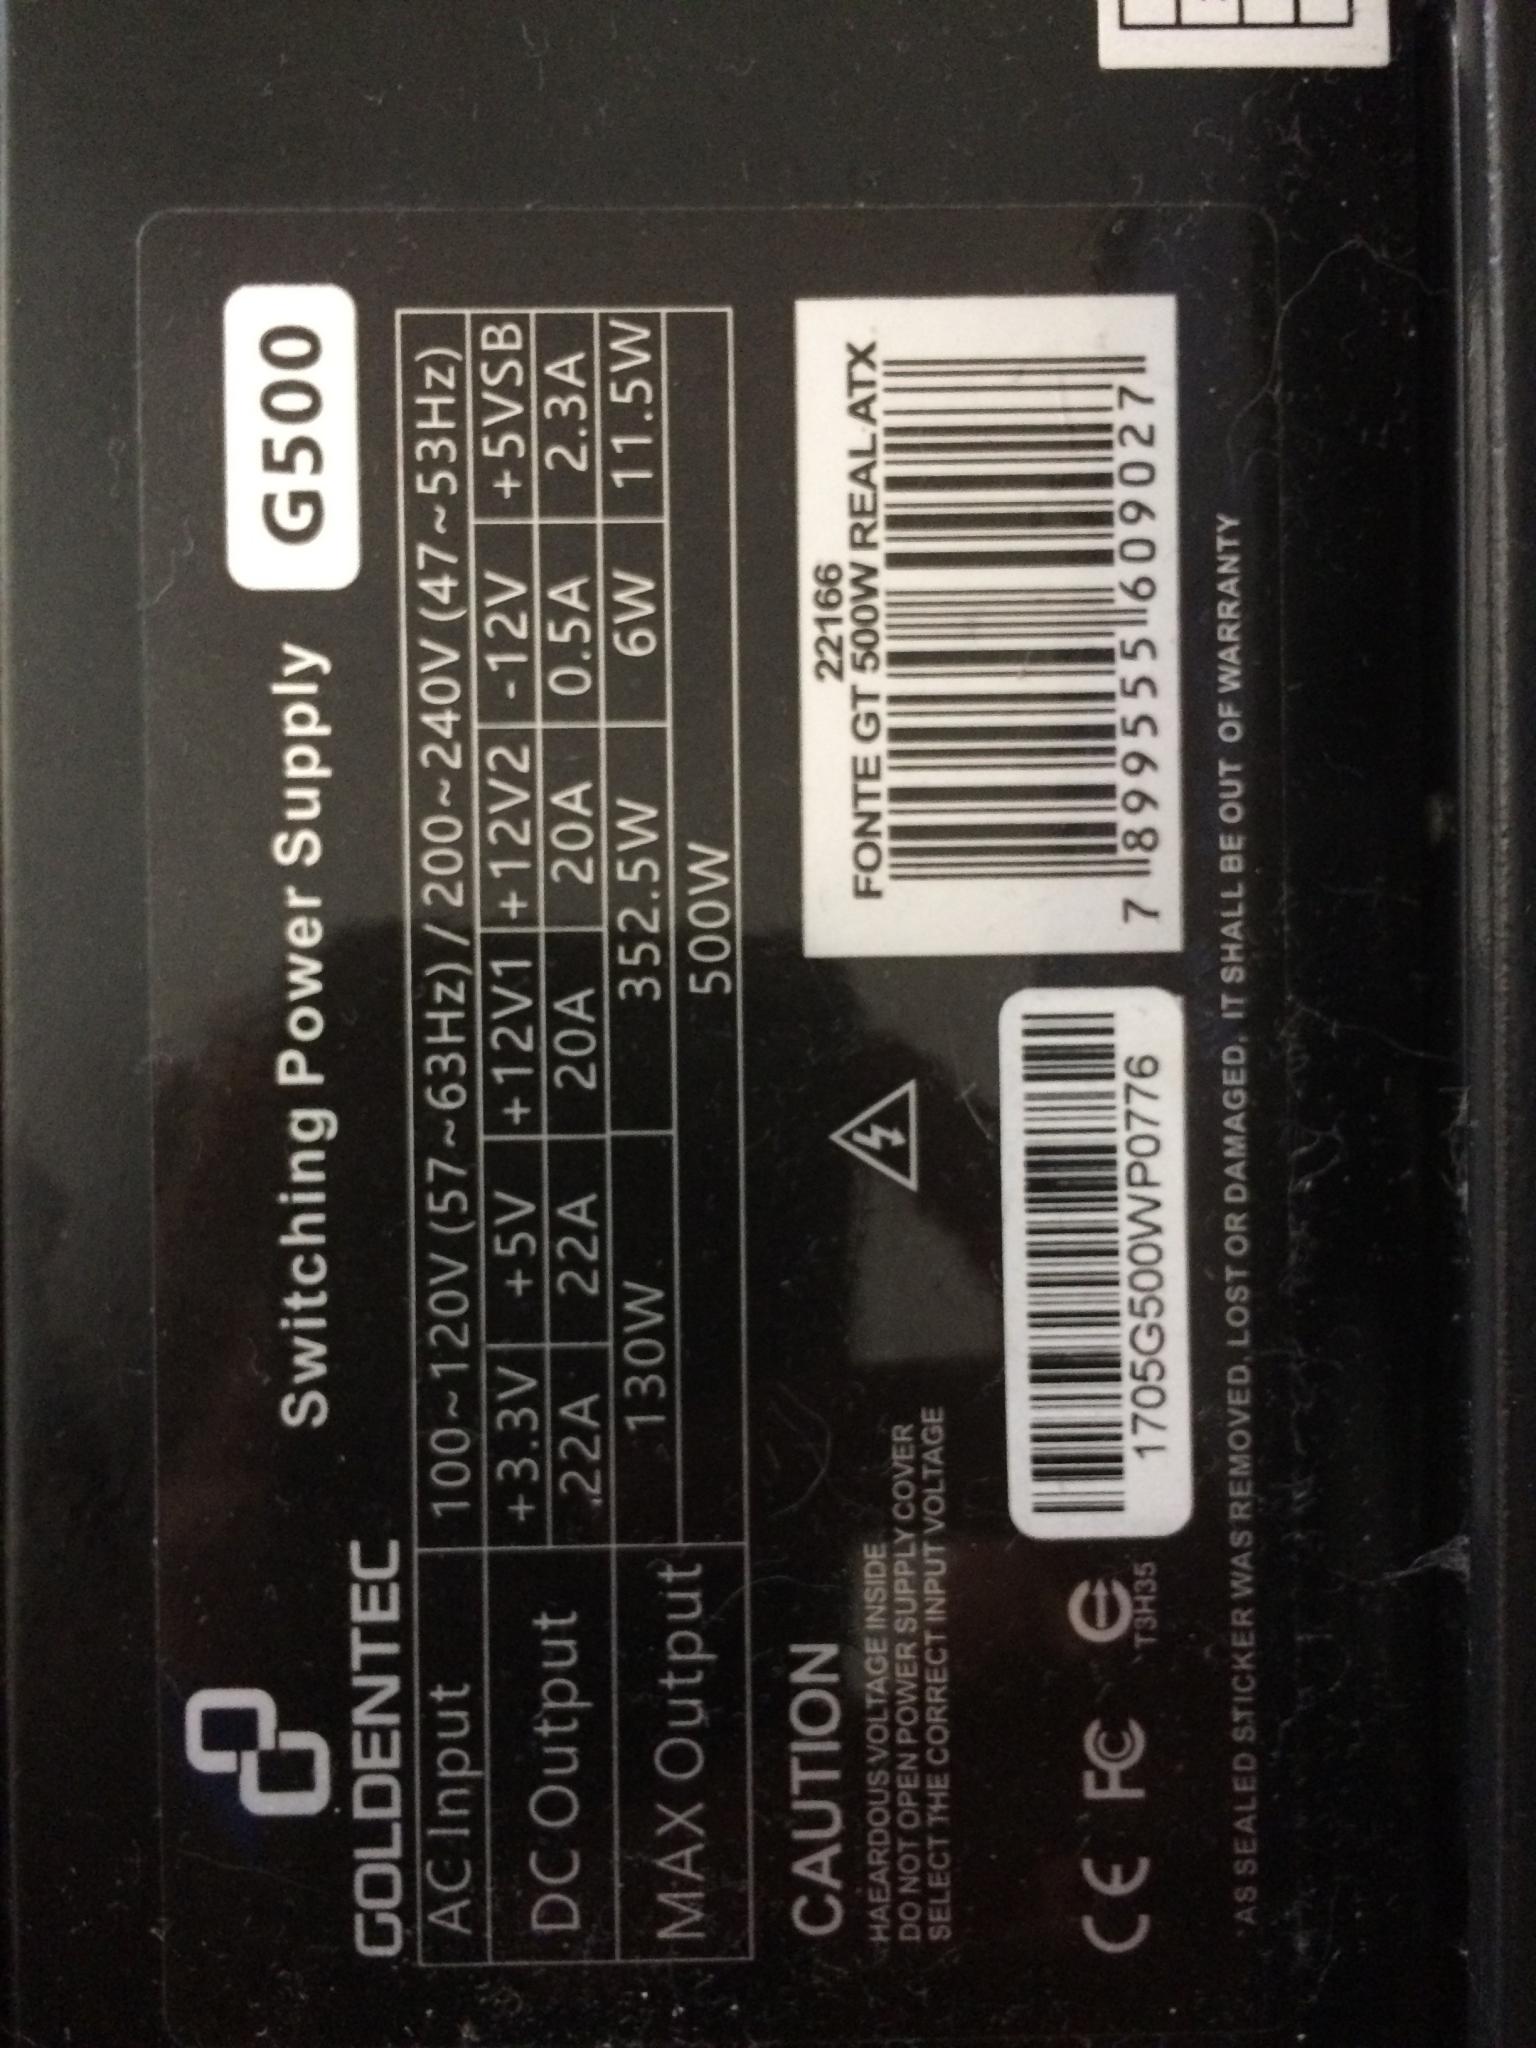 GOLDENTEC
Switching Power Supply
G500
AC Input 100~120V (57~63Hz) / 200~240V (47~53Hz)
DC Output +3.3V +5V +12V1 +12V2 -12V +5VSB
22A 22A 20A 20A 0.5A 2.3A
MAX Output 130W 352.5W 6W 11.5W
500W
CAUTION
HAEARDOUS VOLTAGE INSIDE
DO NOT OPEN POWER SUPPLY COVER
SELECT THE CORRECT INPUT VOLTAGE
22166
FONTE GT 500W REAL ATX
7 899555 609027
CE FC
T3H35
1705G500WP0776
AS SEALED STICKER WAS REMOVED, LOST OR DAMAGED, IT SHALL BE OUT OF WARRANTY